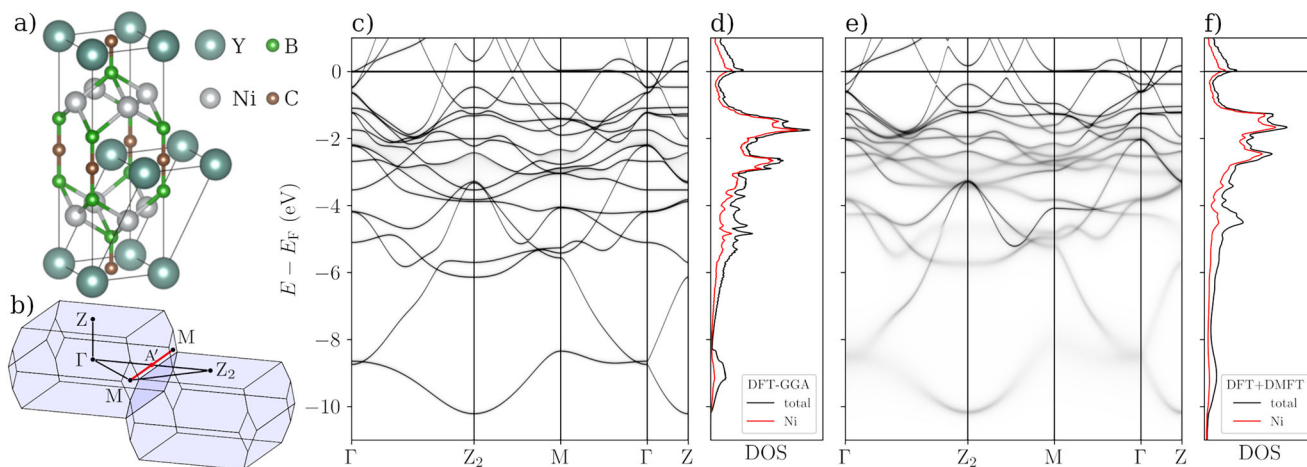 a)
Y
B
Ni
C
b)
Z
M
Γ
A′
Z₂
M
c)
E − E_F (eV)
0
−2
−4
−6
−8
−10
Γ
Z₂
M
Γ
Z
d)
DFT-GGA
total
Ni
DOS
e)
Γ
Z₂
M
Γ
Z
f)
DFT+DMFT
total
Ni
DOS